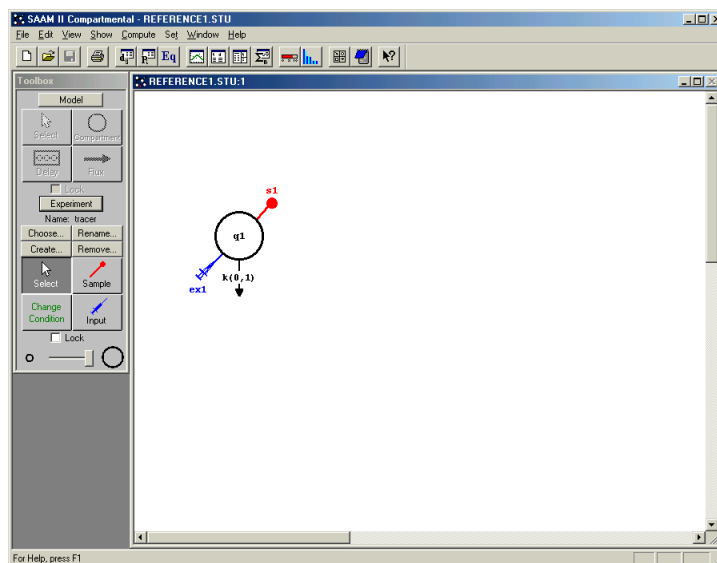 SAAM II Compartmental - REFERENCE1.STU
File Edit View Show Compute Set Window Help
Eq
Toolbox
Model
Select
Compartment
Delay
Flux
Lock
Experiment
Name: tracer
Choose...
Rename...
Create...
Remove...
Select
Sample
Change
Condition
Input
Lock
REFERENCE1.STU:1
s1
q1
k(0,1)
ex1
For Help, press F1